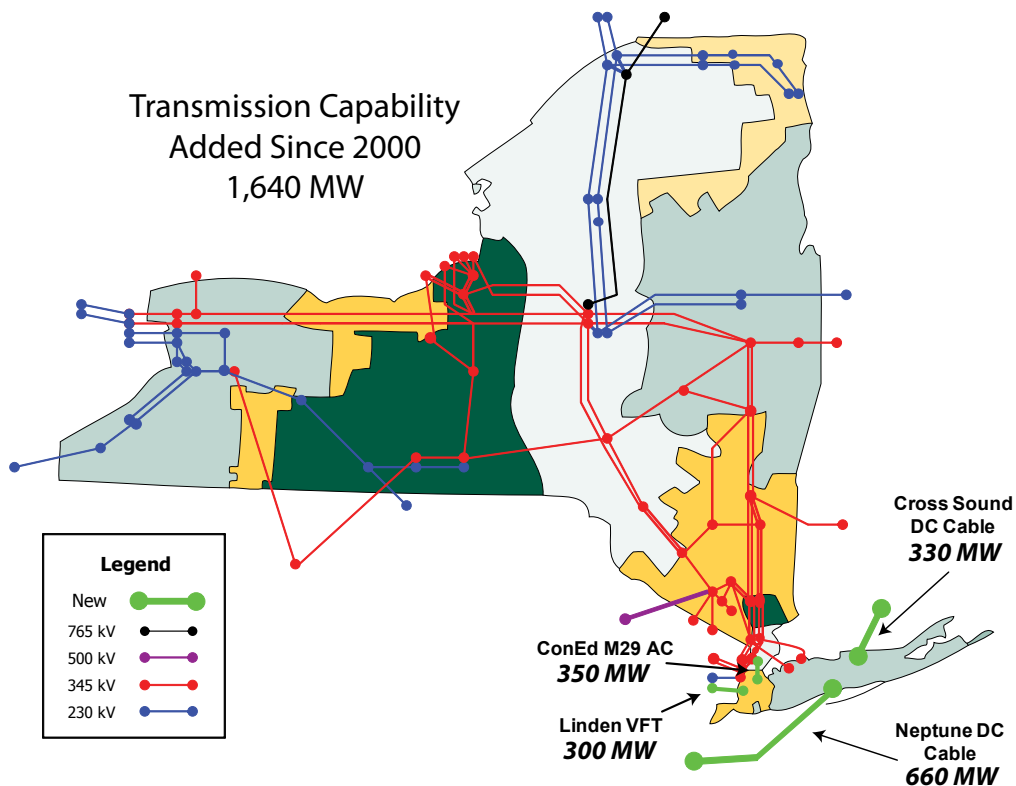 Transmission Capability
Added Since 2000
1,640 MW
Cross Sound
DC Cable
330 MW
Legend
New
765 kV
500 kV
345 kV
230 kV
ConEd M29 AC
350 MW
Linden VFT
300 MW
Neptune DC
Cable
660 MW